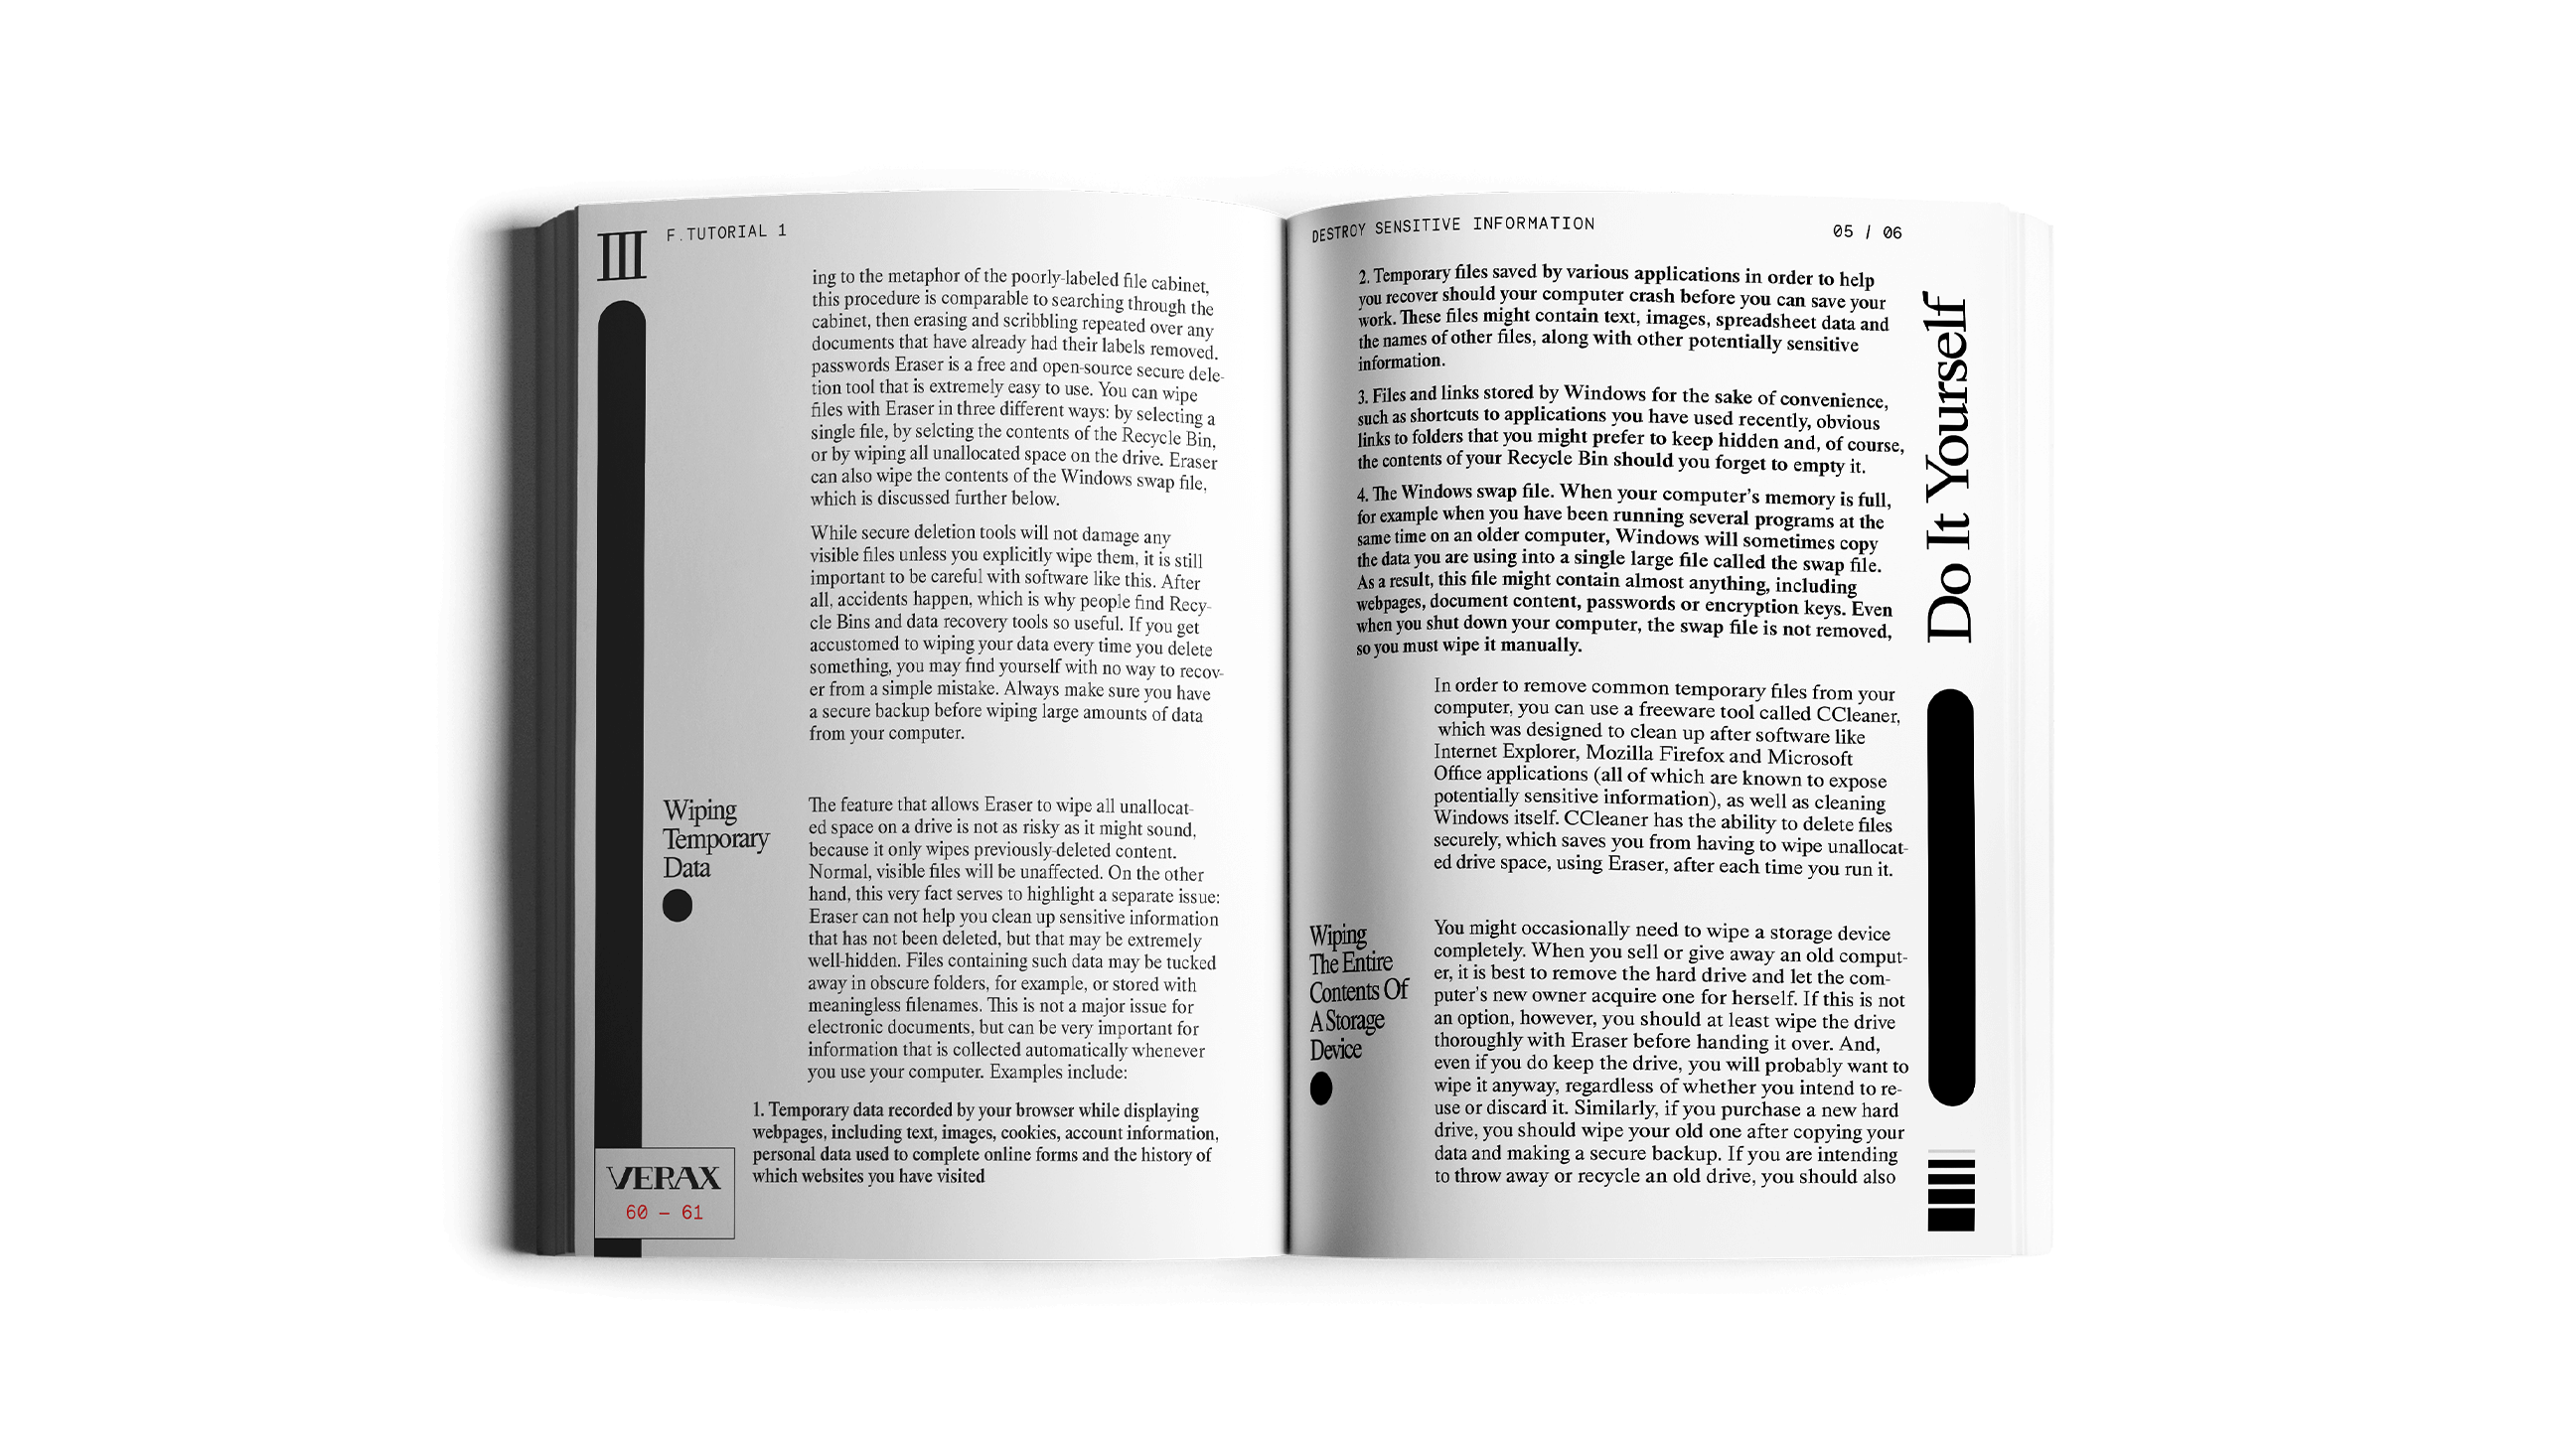 III
F.TUTORIAL 1
ing to the metaphor of the poorly-labeled file cabinet,
this procedure is comparable to searching through the
cabinet, then erasing and scribbling repeated over any
documents that have already had their labels removed.
passwords Eraser is a free and open-source secure dele-
tion tool that is extremely easy to use. You can wipe
files with Eraser in three different ways: by selecting a
single file, by selcting the contents of the Recycle Bin,
or by wiping all unallocated space on the drive. Eraser
can also wipe the contents of the Windows swap file,
which is discussed further below.
While secure deletion tools will not damage any
visible files unless you explicitly wipe them, it is still
important to be careful with software like this. After
all, accidents happen, which is why people find Recy-
cle Bins and data recovery tools so useful. If you get
accustomed to wiping your data every time you delete
something, you may find yourself with no way to recov-
er from a simple mistake. Always make sure you have
a secure backup before wiping large amounts of data
from your computer.
Wiping
Temporary
Data
The feature that allows Eraser to wipe all unallocat-
ed space on a drive is not as risky as it might sound,
because it only wipes previously-deleted content.
Normal, visible files will be unaffected. On the other
hand, this very fact serves to highlight a separate issue:
Eraser can not help you clean up sensitive information
that has not been deleted, but that may be extremely
well-hidden. Files containing such data may be tucked
away in obscure folders, for example, or stored with
meaningless filenames. This is not a major issue for
electronic documents, but can be very important for
information that is collected automatically whenever
you use your computer. Examples include:
1. Temporary data recorded by your browser while displaying
webpages, including text, images, cookies, account information,
personal data used to complete online forms and the history of
which websites you have visited
VERAX
60 – 61
DESTROY SENSITIVE INFORMATION
05 / 06
2. Temporary files saved by various applications in order to help
you recover should your computer crash before you can save your
work. These files might contain text, images, spreadsheet data and
the names of other files, along with other potentially sensitive
information.
3. Files and links stored by Windows for the sake of convenience,
such as shortcuts to applications you have used recently, obvious
links to folders that you might prefer to keep hidden and, of course,
the contents of your Recycle Bin should you forget to empty it.
4. The Windows swap file. When your computer's memory is full,
for example when you have been running several programs at the
same time on an older computer, Windows will sometimes copy
the data you are using into a single large file called the swap file.
As a result, this file might contain almost anything, including
webpages, document content, passwords or encryption keys. Even
when you shut down your computer, the swap file is not removed,
so you must wipe it manually.
In order to remove common temporary files from your
computer, you can use a freeware tool called CCleaner,
which was designed to clean up after software like
Internet Explorer, Mozilla Firefox and Microsoft
Office applications (all of which are known to expose
potentially sensitive information), as well as cleaning
Windows itself. CCleaner has the ability to delete files
securely, which saves you from having to wipe unallocat-
ed drive space, using Eraser, after each time you run it.
Wiping
The Entire
Contents Of
A Storage
Device
You might occasionally need to wipe a storage device
completely. When you sell or give away an old comput-
er, it is best to remove the hard drive and let the com-
puter's new owner acquire one for herself. If this is not
an option, however, you should at least wipe the drive
thoroughly with Eraser before handing it over. And,
even if you do keep the drive, you will probably want to
wipe it anyway, regardless of whether you intend to re-
use or discard it. Similarly, if you purchase a new hard
drive, you should wipe your old one after copying your
data and making a secure backup. If you are intending
to throw away or recycle an old drive, you should also
Do It Yourself